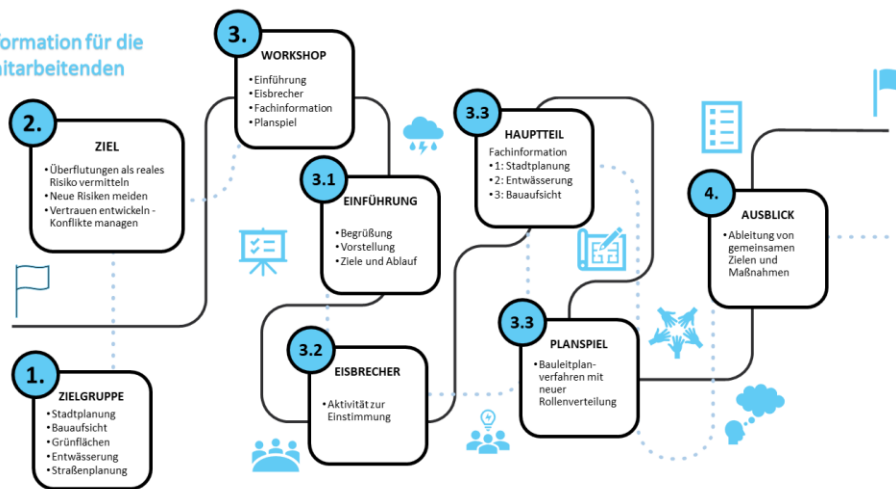 formation für die
mitarbeitenden
1.
ZIELGRUPPE
• Stadtplanung
• Bauaufsicht
• Grünflächen
• Entwässerung
• Straßenplanung
2.
ZIEL
• Überflutungen als reales
Risiko vermitteln
• Neue Risiken meiden
• Vertrauen entwickeln -
Konflikte managen
3.
WORKSHOP
• Einführung
• Eisbrecher
• Fachinformation
• Planspiel
3.1
EINFÜHRUNG
• Begrüßung
• Vorstellung
• Ziele und Ablauf
3.2
EISBRECHER
• Aktivität zur
Einstimmung
3.3
HAUPTTEIL
Fachinformation
• 1: Stadtplanung
• 2: Entwässerung
• 3: Bauaufsicht
3.3
PLANSPIEL
• Bauleitplan-
verfahren mit
neuer
Rollenverteilung
4.
AUSBLICK
• Ableitung von
gemeinsamen
Zielen und
Maßnahmen